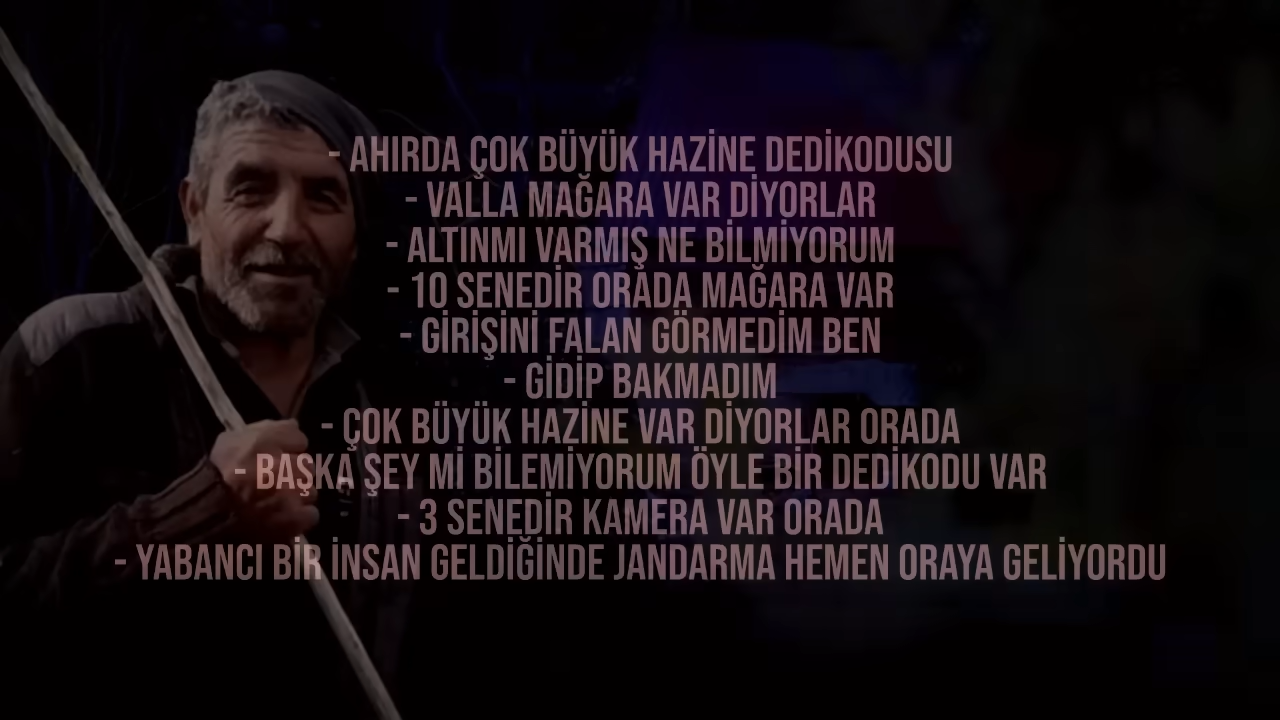 - AHIRDA ÇOK BÜYÜK HAZİNE DEDİKODUSU
- VALLA MAĞARA VAR DİYORLAR
- ALTINMI VARMIŞ NE BİLMİYORUM
- 10 SENEDİR ORADA MAĞARA VAR
- GİRİŞİNİ FALAN GÖRMEDİM BEN
- GİDİP BAKMADIM
- ÇOK BÜYÜK HAZİNE VAR DİYORLAR ORADA
- BAŞKA ŞEY Mİ BİLEMİYORUM ÖYLE BİR DEDİKODU VAR
- 3 SENEDİR KAMERA VAR ORADA
- YABANCI BİR İNSAN GELDİĞİNDE JANDARMA HEMEN ORAYA GELİYORDU